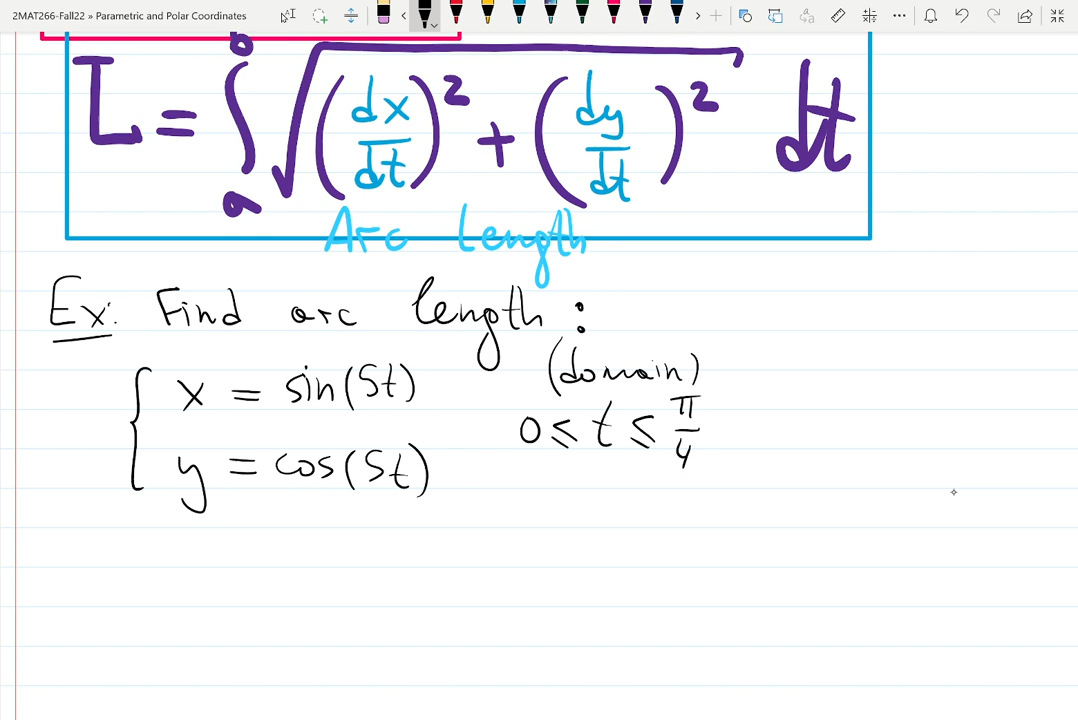 2MAT266-Fall22 » Parametric and Polar Coordinates
L = ∫ₐᵇ √((dx/dt)² + (dy/dt)²) dt
Arc length
Ex: Find arc length :
(domain)
x = sin(5t)
0 ≤ t ≤ π/4
y = cos(5t)